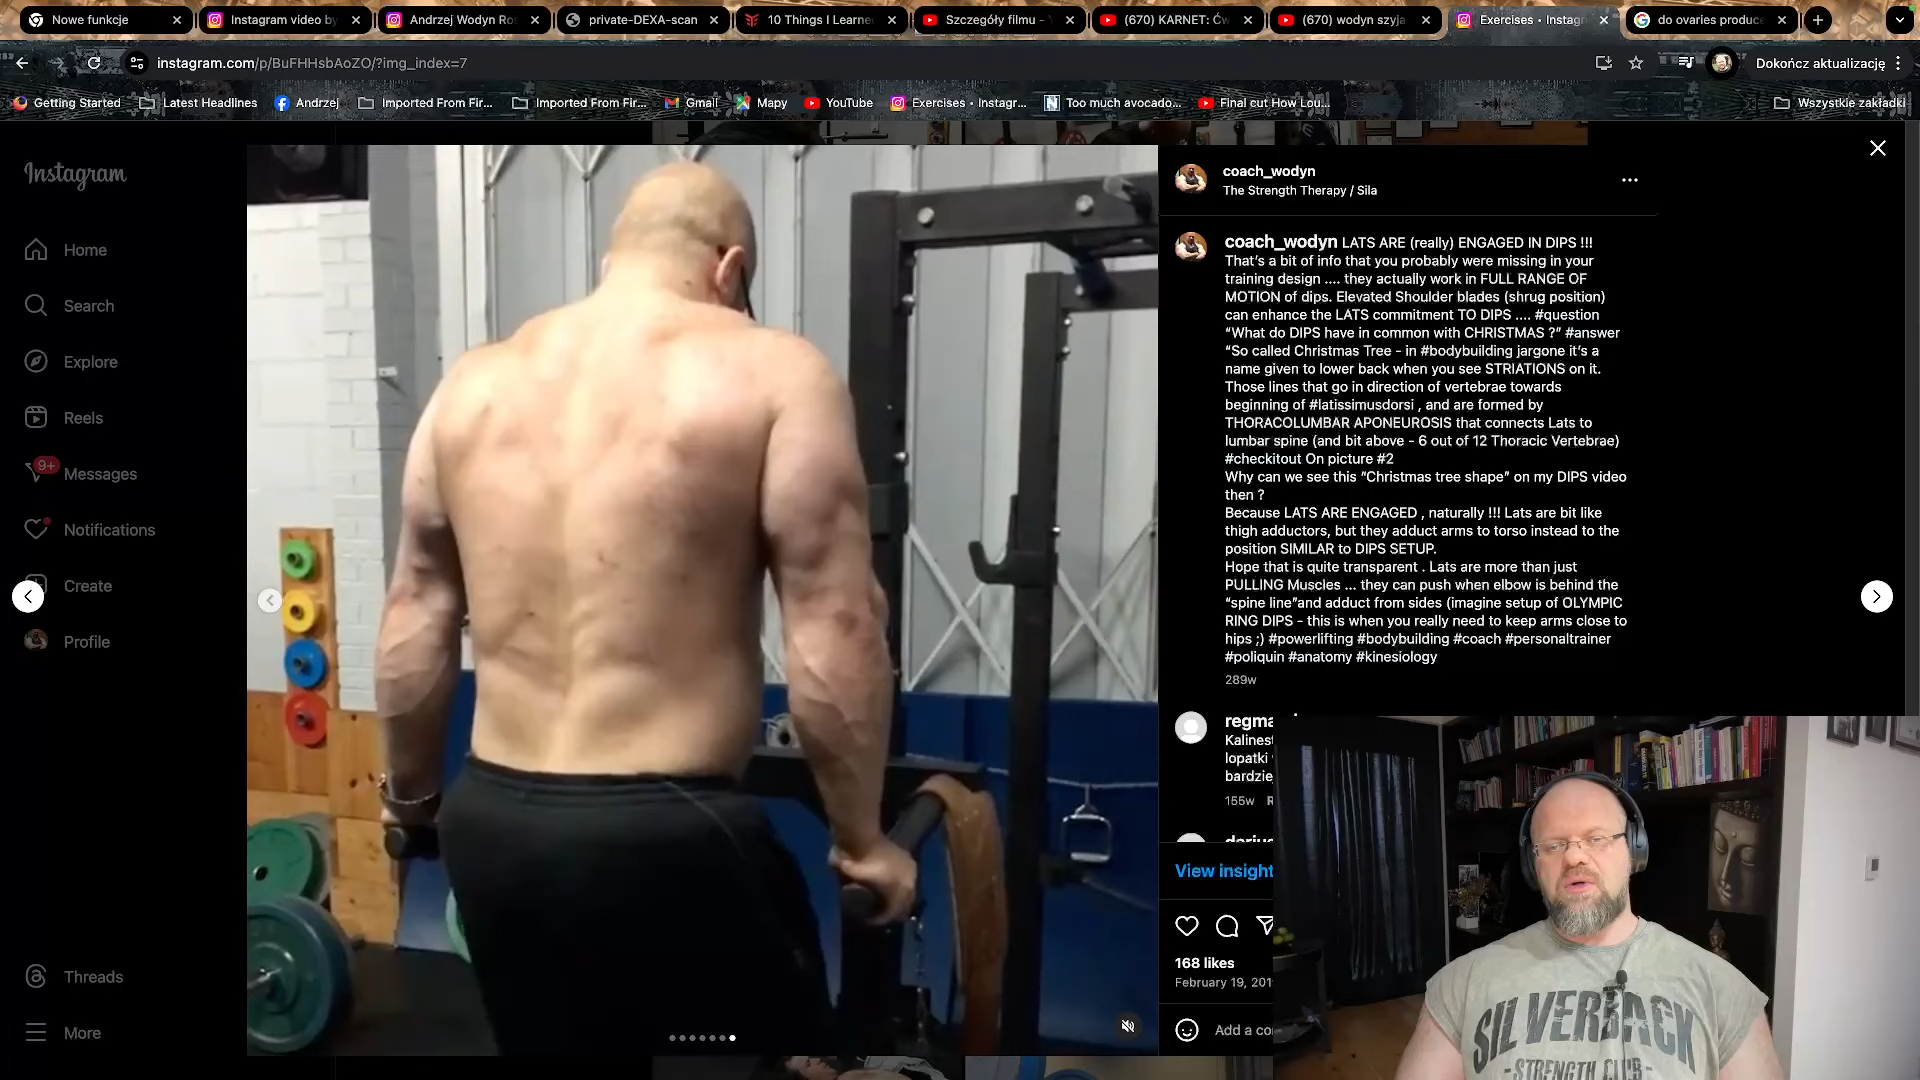 Nowe funkcje
Instagram video by
Andrzej Wodyn Ro
private-DEXA-scan
10 Things I Learne
Szczegóły filmu - Y
(670) KARNET: Ćw
(670) wodyn szyja
Exercises • Instagr
do ovaries produce
instagram.com/p/BuFHHsbAoZO/?img_index=7
Dokończ aktualizację
Getting Started
Latest Headlines
Andrzej
Imported From Fir...
Imported From Fir...
Gmail
Mapy
YouTube
Exercises • Instagr...
Too much avocado...
Final cut How Lou...
Wszystkie zakładki
Instagram
Home
Search
Explore
Reels
9+
Messages
Notifications
Create
Profile
Threads
More
coach_wodyn
The Strength Therapy / Sila
coach_wodyn LATS ARE (really) ENGAGED IN DIPS !!!
That's a bit of info that you probably were missing in your
training design .... they actually work in FULL RANGE OF
MOTION of dips. Elevated Shoulder blades (shrug position)
can enhance the LATS commitment TO DIPS .... #question
"What do DIPS have in common with CHRISTMAS ?" #answer
"So called Christmas Tree - in #bodybuilding jargone it's a
name given to lower back when you see STRIATIONS on it.
Those lines that go in direction of vertebrae towards
beginning of #latissimusdorsi , and are formed by
THORACOLUMBAR APONEUROSIS that connects Lats to
lumbar spine (and bit above - 6 out of 12 Thoracic Vertebrae)
#checkitout On picture #2
Why can we see this "Christmas tree shape" on my DIPS video
then ?
Because LATS ARE ENGAGED , naturally !!! Lats are bit like
thigh adductors, but they adduct arms to torso instead to the
position SIMILAR to DIPS SETUP.
Hope that is quite transparent . Lats are more than just
PULLING Muscles ... they can push when elbow is behind the
"spine line"and adduct from sides (imagine setup of OLYMPIC
RING DIPS - this is when you really need to keep arms close to
hips ;) #powerlifting #bodybuilding #coach #personaltrainer
#poliquin #anatomy #kinesiology
289w
regma
Kalinest
lopatki
bardzie
155w
View insight
168 likes
February 19, 201
Add a co
SILVERBACK
- STRENGTH CLUB -